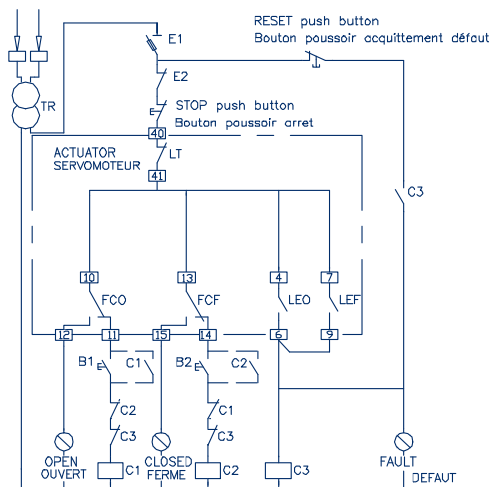 RESET push button
Bouton poussoir acquittement défaut
E1
E2
TR
STOP push button
Bouton poussoir arret
40
ACTUATOR
SERVOMOTEUR
LT
41
C3
10
13
4
7
FCO
FCF
LEO
LEF
12
11
15
14
6
9
B1
C1
B2
C2
C2
C1
C3
C3
OPEN
OUVERT
C1
CLOSED
FERME
C2
C3
FAULT
DEFAUT